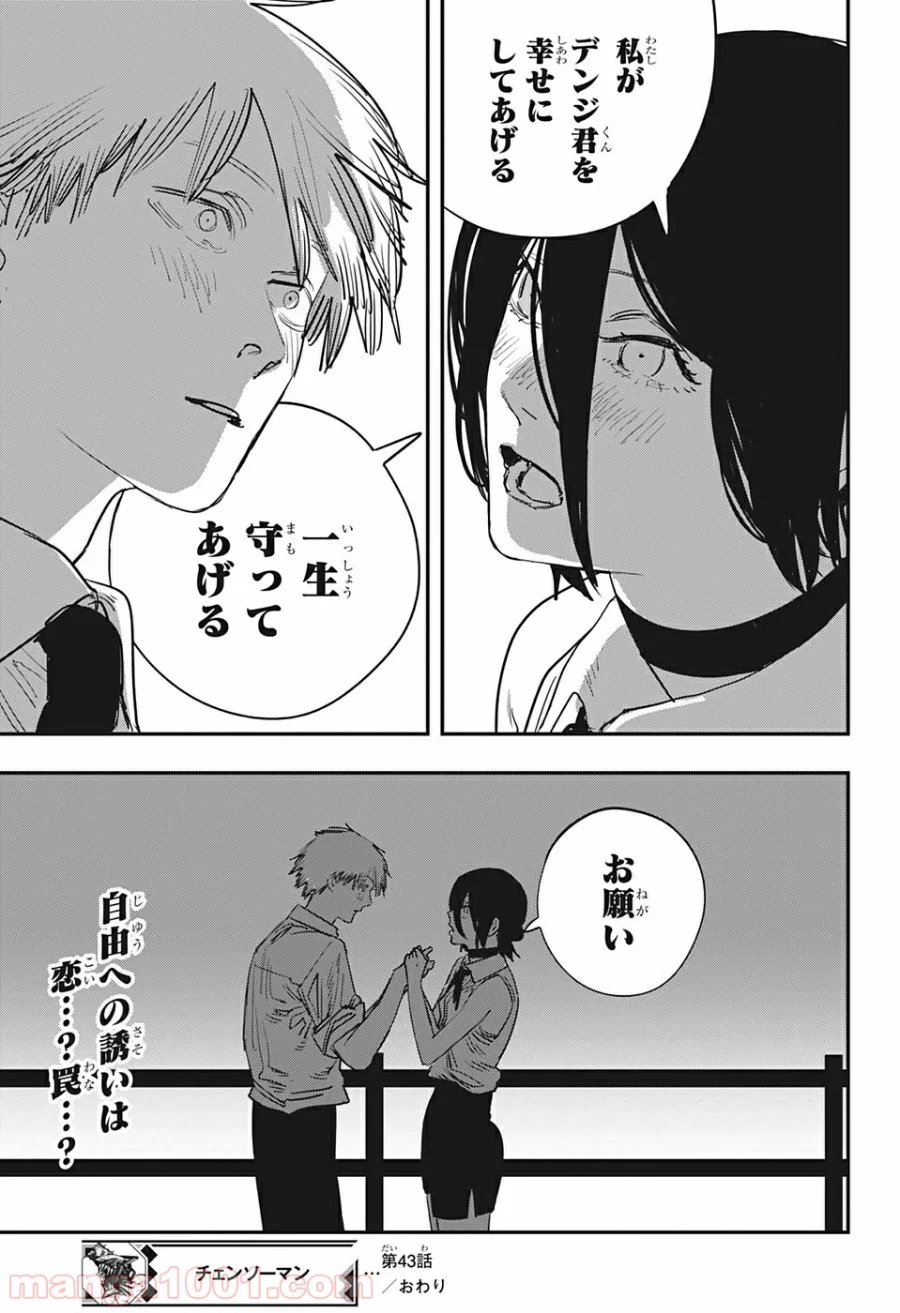 私が
デンジ君を
幸せに
してあげる
一生
守って
あげる
お願い
自由への誘いは
恋…?罠…?
チェンソーマン
…
第43話
／おわり
manga1001.com